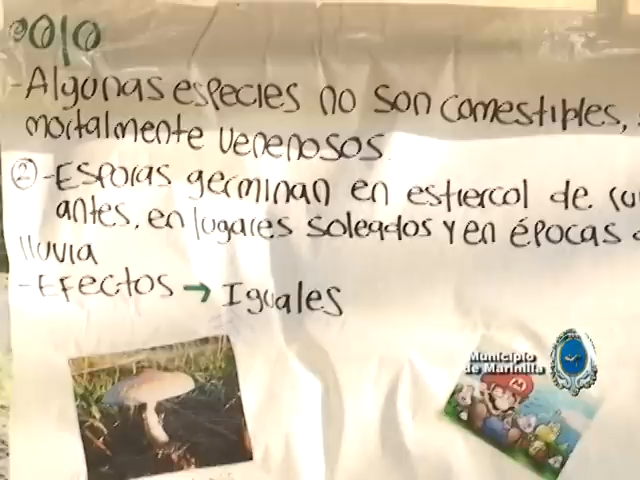 - Algunas especies no son comestibles,
mortalmente venenosos
② - Esporas germinan en estiercol de
antes, en lugares soleados y en épocas
lluvia
- Efectos → Iguales
Municipio
de Marinilla
M